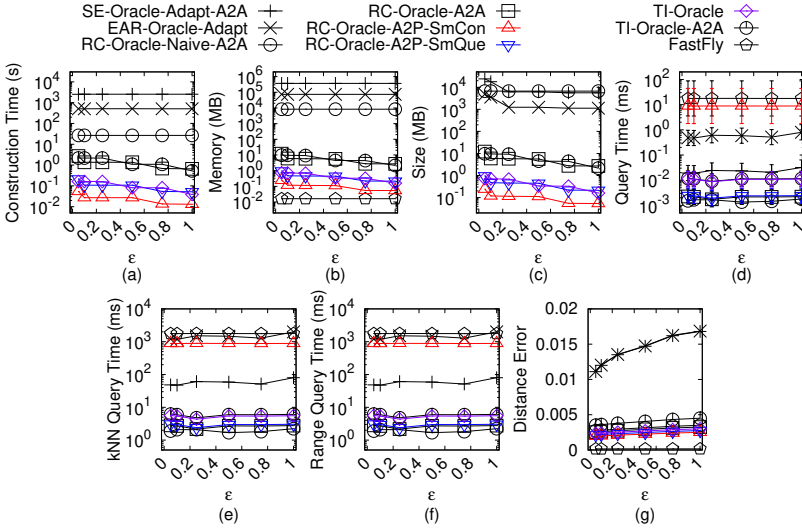 SE-Oracle-Adapt-A2A
EAR-Oracle-Adapt
RC-Oracle-Naive-A2A
RC-Oracle-A2A
RC-Oracle-A2P-SmCon
RC-Oracle-A2P-SmQue
TI-Oracle
TI-Oracle-A2A
FastFly
Construction Time (s)
10^5
10^4
10^3
10^2
10^1
10^0
10^-1
10^-2
0 0.2 0.4 0.6 0.8 1
ε
(a)
Memory (MB)
10^6
10^5
10^4
10^3
10^2
10^1
10^0
10^-1
10^-2
0 0.2 0.4 0.6 0.8 1
ε
(b)
Size (MB)
10^4
10^3
10^2
10^1
10^0
10^-1
0 0.2 0.4 0.6 0.8 1
ε
(c)
Query Time (ms)
10^2
10^1
10^0
10^-1
10^-2
10^-3
0 0.2 0.4 0.6 0.8 1
ε
(d)
kNN Query Time (ms)
10^4
10^3
10^2
10^1
10^0
0 0.2 0.4 0.6 0.8 1
ε
(e)
Range Query Time (ms)
10^4
10^3
10^2
10^1
10^0
0 0.2 0.4 0.6 0.8 1
ε
(f)
Distance Error
0.02
0.015
0.01
0.005
0
0 0.2 0.4 0.6 0.8 1
ε
(g)